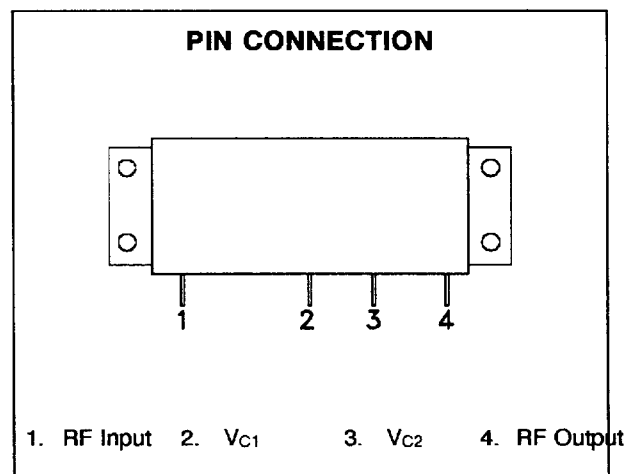 PIN CONNECTION
1 2 3 4
1. RF Input 2. VC1 3. VC2 4. RF Output